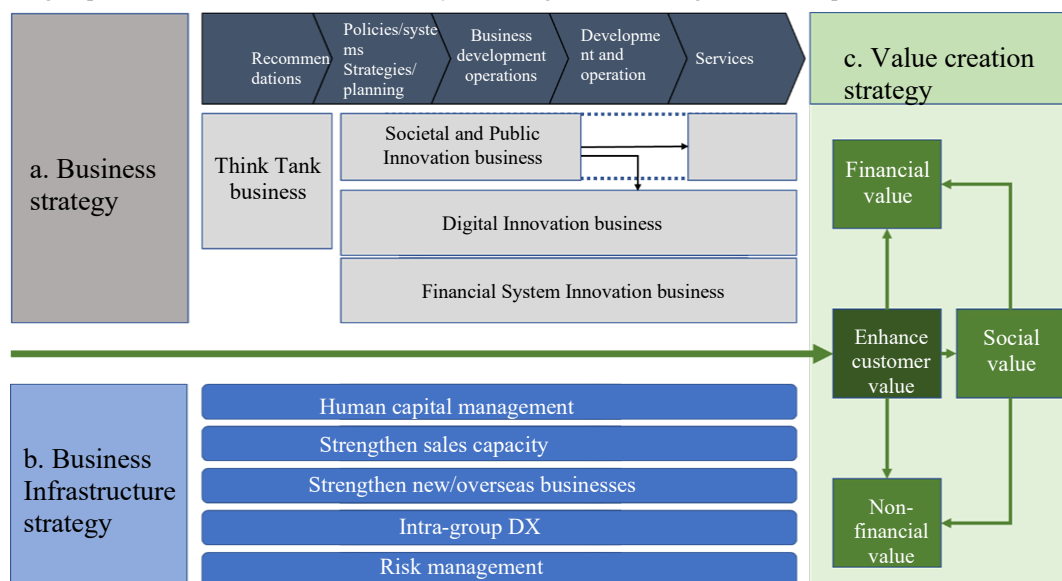 Recommen
dations
Policies/syste
ms
Strategies/
planning
Business
development
operations
Developme
nt and
operation
Services
c. Value creation
strategy
a. Business
strategy
Think Tank
business
Societal and Public
Innovation business
Digital Innovation business
Financial System Innovation business
Financial
value
Enhance
customer
value
Social
value
Non-
financial
value
b. Business
Infrastructure
strategy
Human capital management
Strengthen sales capacity
Strengthen new/overseas businesses
Intra-group DX
Risk management